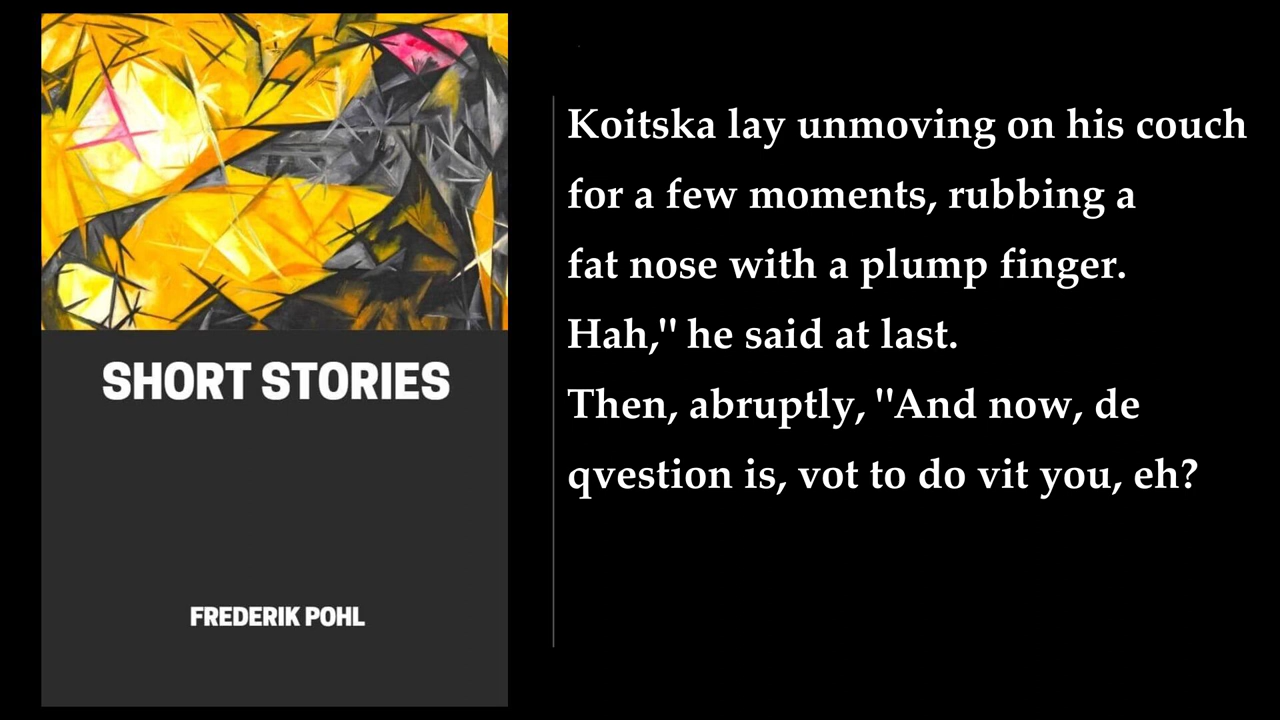 SHORT STORIES
FREDERIK POHL
Koitska lay unmoving on his couch
for a few moments, rubbing a
fat nose with a plump finger.
Hah," he said at last.
Then, abruptly, "And now, de
qvestion is, vot to do vit you, eh?